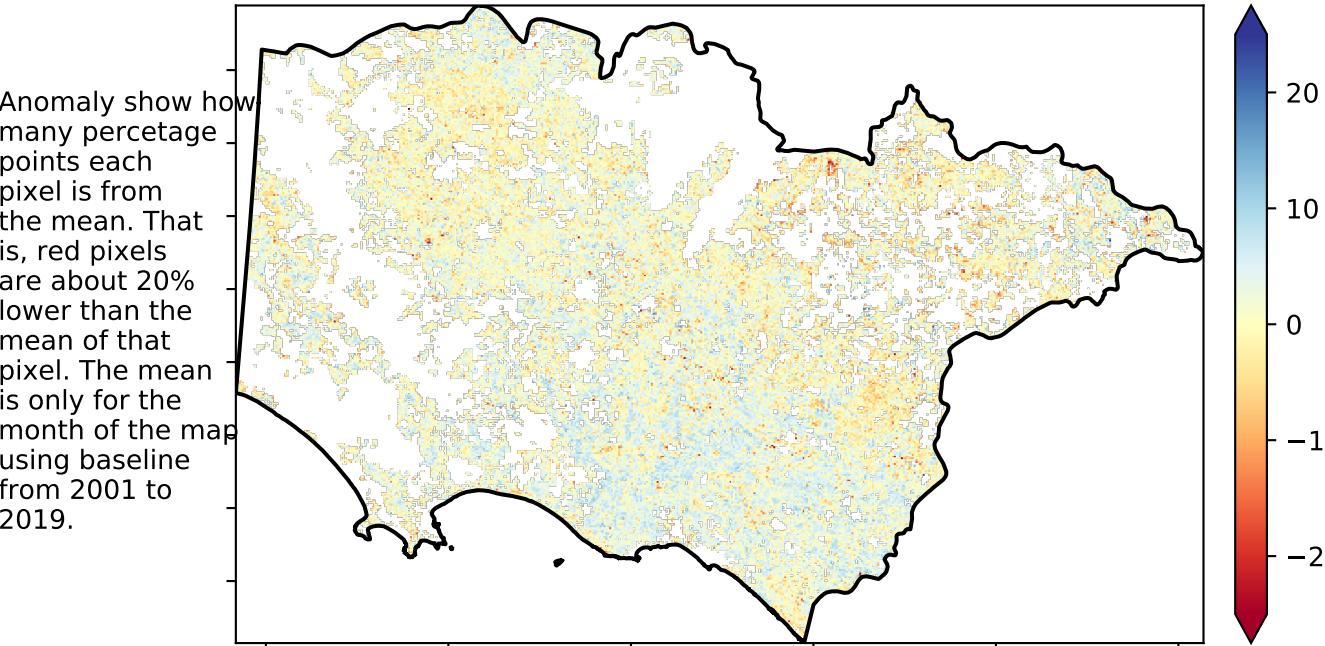 Anomaly show how
many percetage
points each
pixel is from
the mean. That
is, red pixels
are about 20%
lower than the
mean of that
pixel. The mean
is only for the
month of the map
using baseline
from 2001 to
2019.
20
10
0
−1
−2